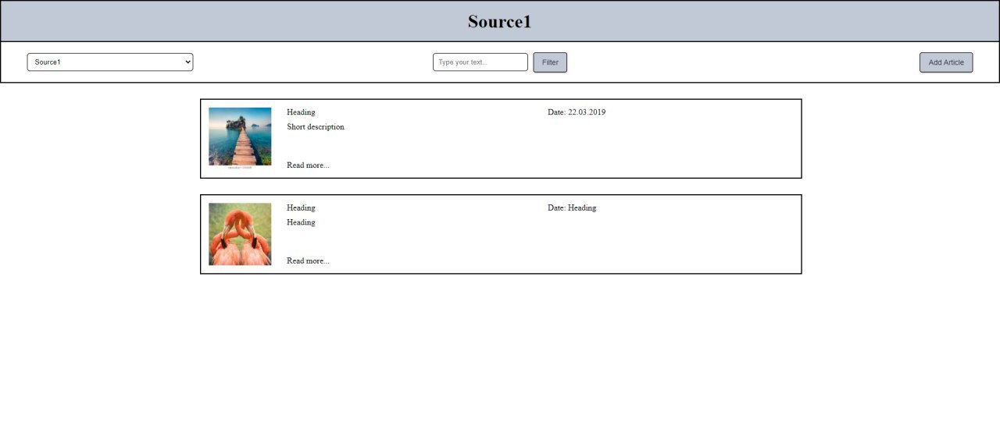 Source1
Source1
Type your text...
Filter
Add Article
Heading
Date: 22.03.2019
Short description
Read more...
Heading
Date: Heading
Heading
Read more...